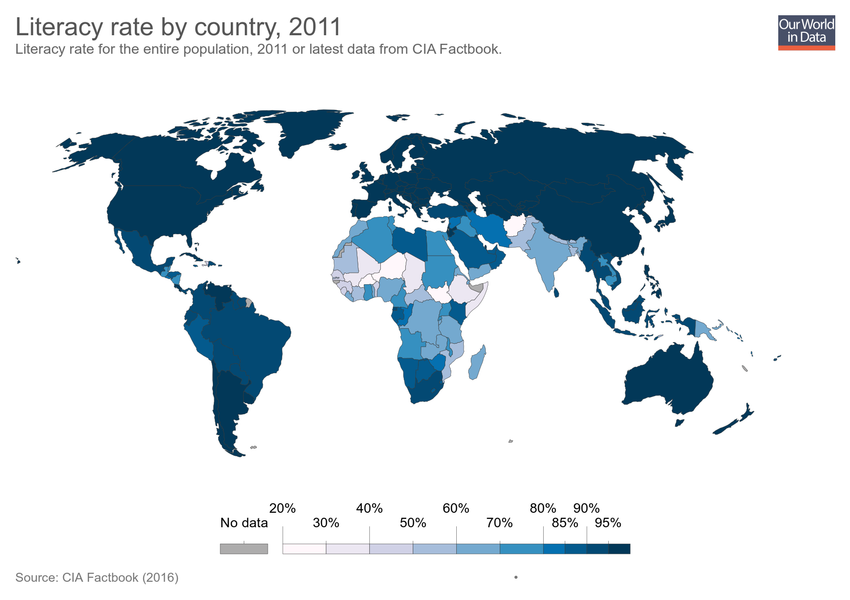 Literacy rate by country, 2011
Literacy rate for the entire population, 2011 or latest data from CIA Factbook.
Our World
in Data
20% 40% 60% 80% 90%
No data 30% 50% 70% 85% 95%
Source: CIA Factbook (2016)